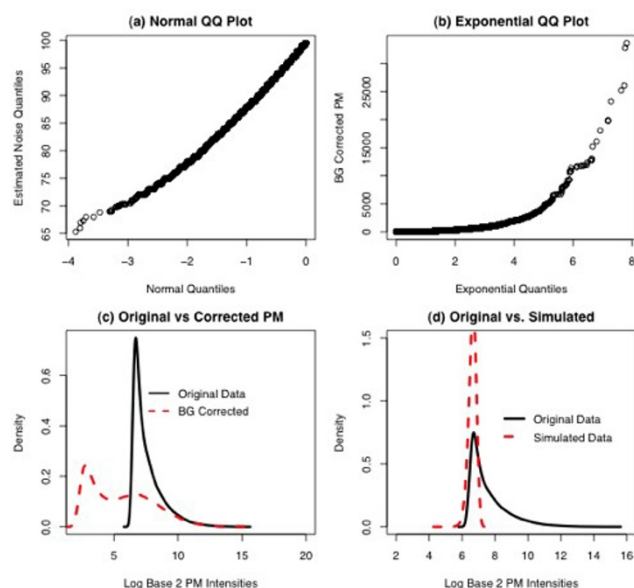 (a) Normal QQ Plot
Estimated Noise Quantiles
100
95
90
85
80
75
70
65
−4 −3 −2 −1 0
Normal Quantiles
(b) Exponential QQ Plot
BG Corrected PM
25000
15000
5000
0
0 2 4 6 8
Exponential Quantiles
(c) Original vs Corrected PM
Density
0.6
0.4
0.2
0.0
Original Data
BG Corrected
5 10 15 20
Log Base 2 PM Intensities
(d) Original vs. Simulated
Density
1.5
1.0
0.5
0.0
Original Data
Simulated Data
2 4 6 8 10 12 14 16
Log Base 2 PM Intensities